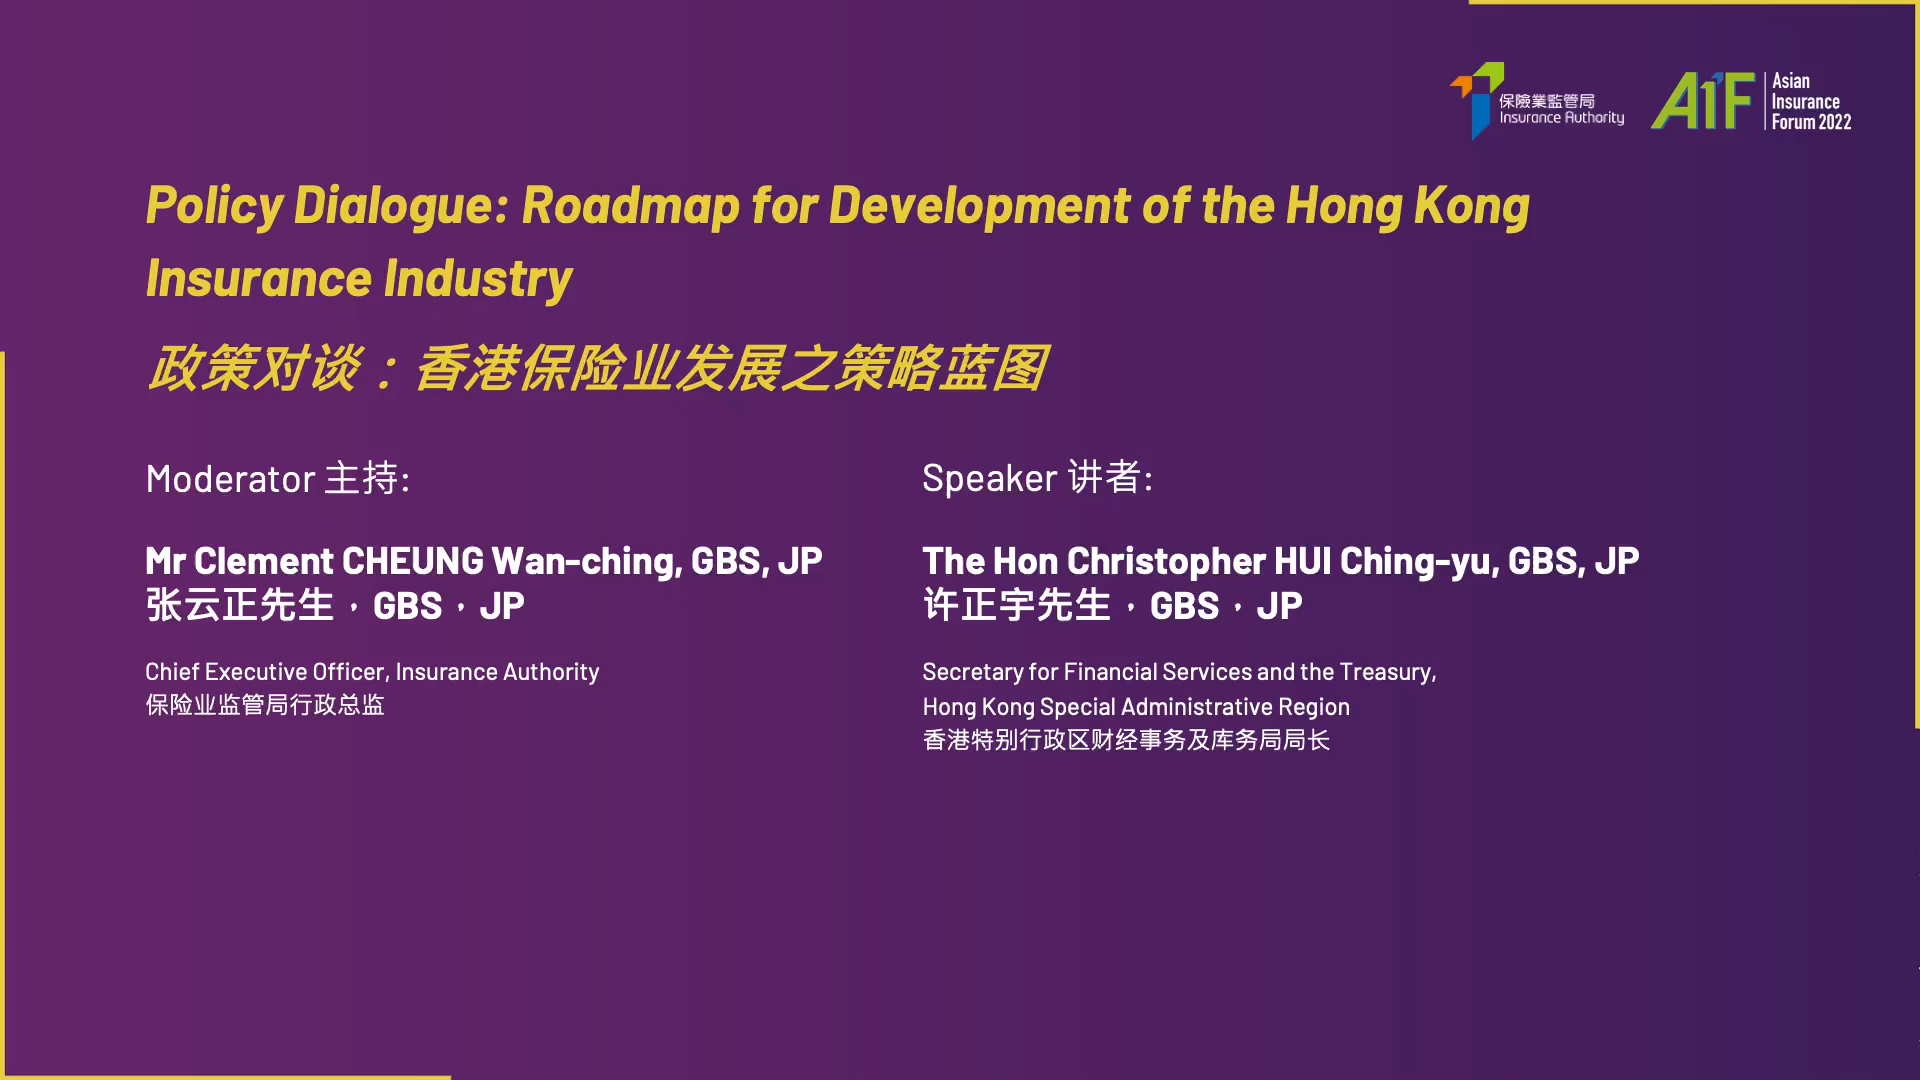 保險業監管局
Insurance Authority
AIF
Asian
Insurance
Forum 2022
Policy Dialogue: Roadmap for Development of the Hong Kong
Insurance Industry
政策对谈：香港保险业发展之策略蓝图
Moderator 主持:
Mr Clement CHEUNG Wan-ching, GBS, JP
张云正先生，GBS，JP
Chief Executive Officer, Insurance Authority
保险业监管局行政总监
Speaker 讲者:
The Hon Christopher HUI Ching-yu, GBS, JP
许正宇先生，GBS，JP
Secretary for Financial Services and the Treasury,
Hong Kong Special Administrative Region
香港特别行政区财经事务及库务局局长